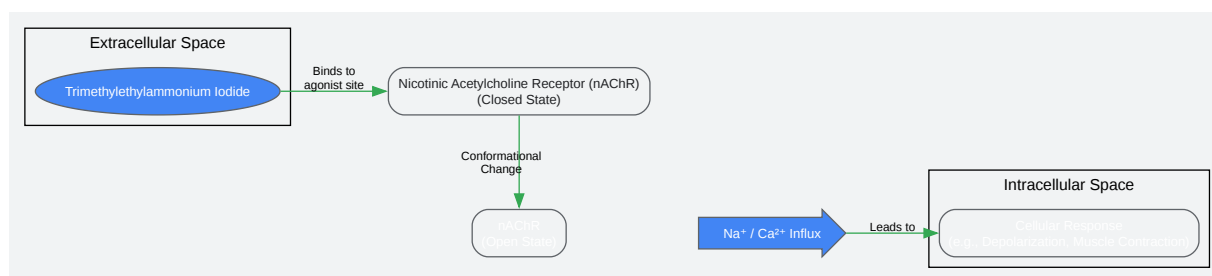 Extracellular Space
Trimethylethylammonium Iodide
Binds to
agonist site
Nicotinic Acetylcholine Receptor (nAChR)
(Closed State)
Conformational
Change
nAChR
(Open State)
Na⁺ / Ca²⁺ Influx
Leads to
Intracellular Space
Cellular Response
(e.g., Depolarization, Muscle Contraction)